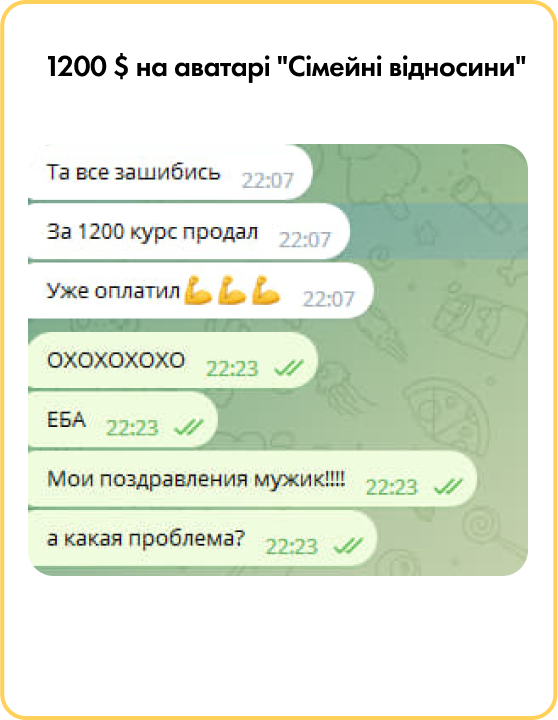 1200 $ на аватарі "Сімейні відносини"
Та все зашибись 22:07
За 1200 курс продал 22:07
Уже оплатил💪💪💪 22:07
ОХОХОХОХО 22:23
ЕБА 22:23
Мои поздравления мужик!!!! 22:23
а какая проблема? 22:23